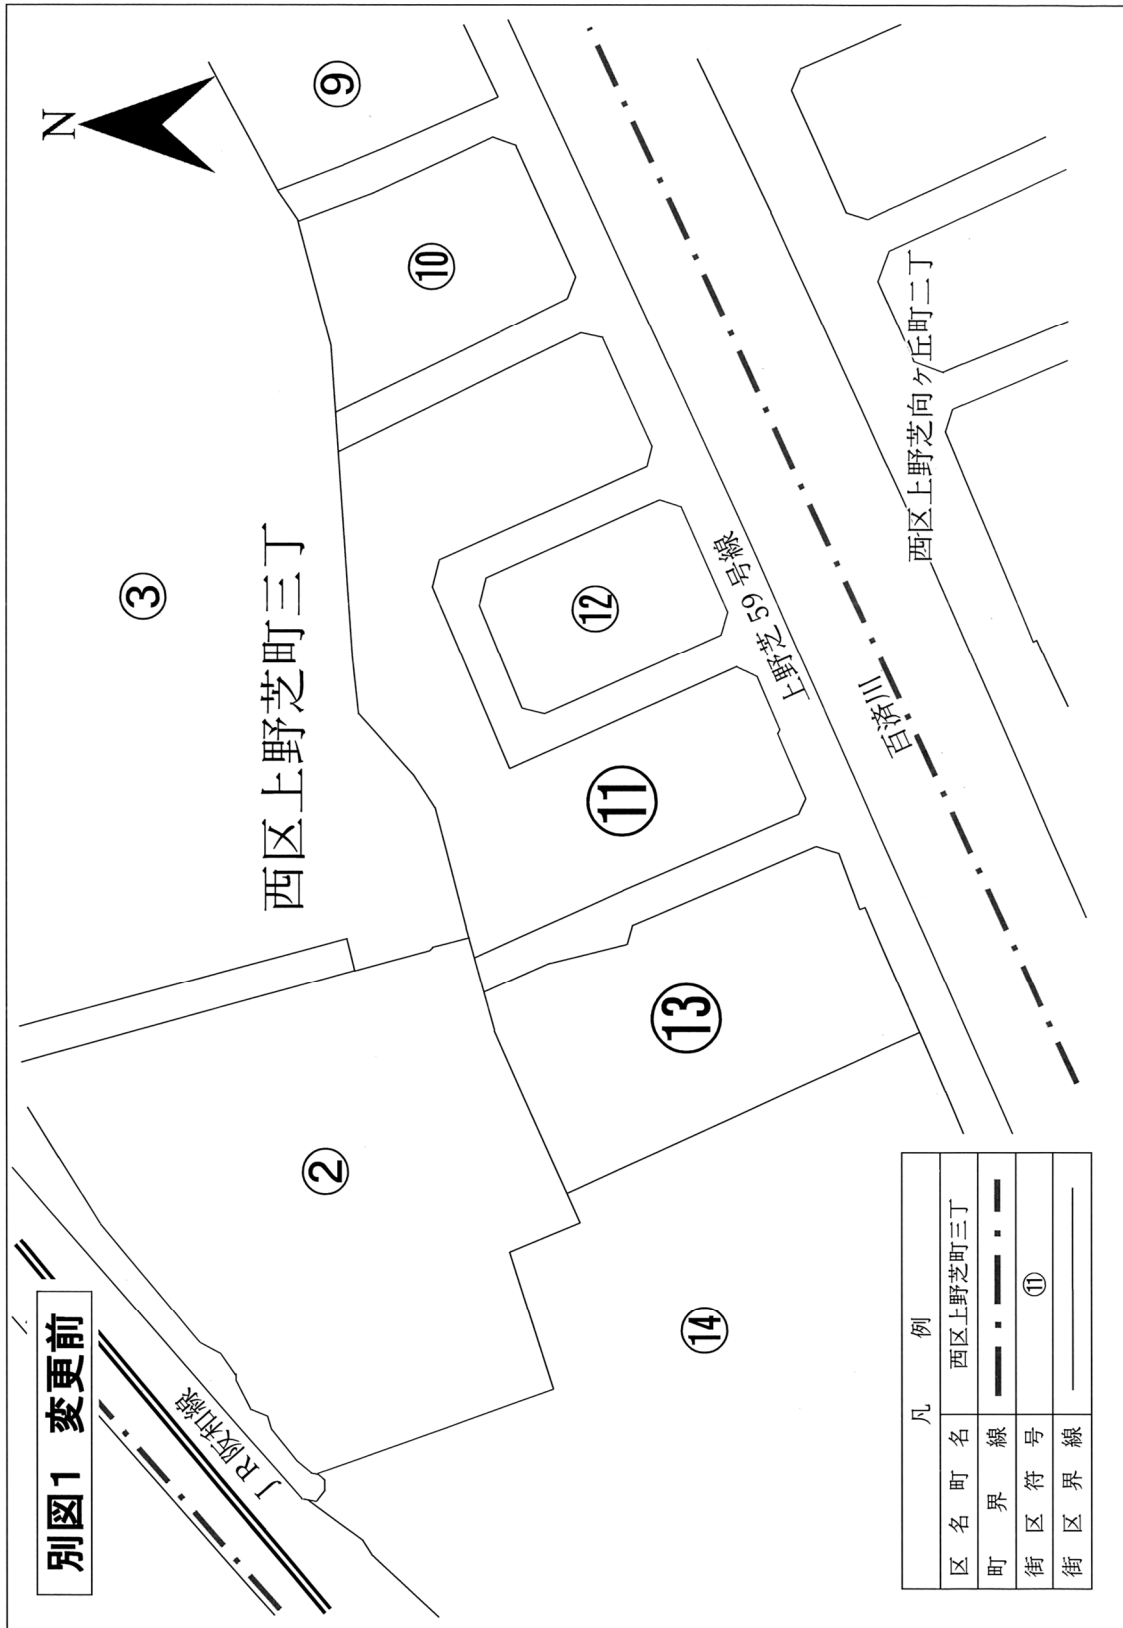 別図1 変更前
N
⑨
⑩
③
西区上野芝町三丁
⑫
⑪
⑬
②
⑭
JR阪和線
上野芝59号線
百済川
西区上野芝向ヶ丘町二丁
凡 例
区名町名 西区上野芝町三丁
町界線
街区符号 ⑪
街区界線